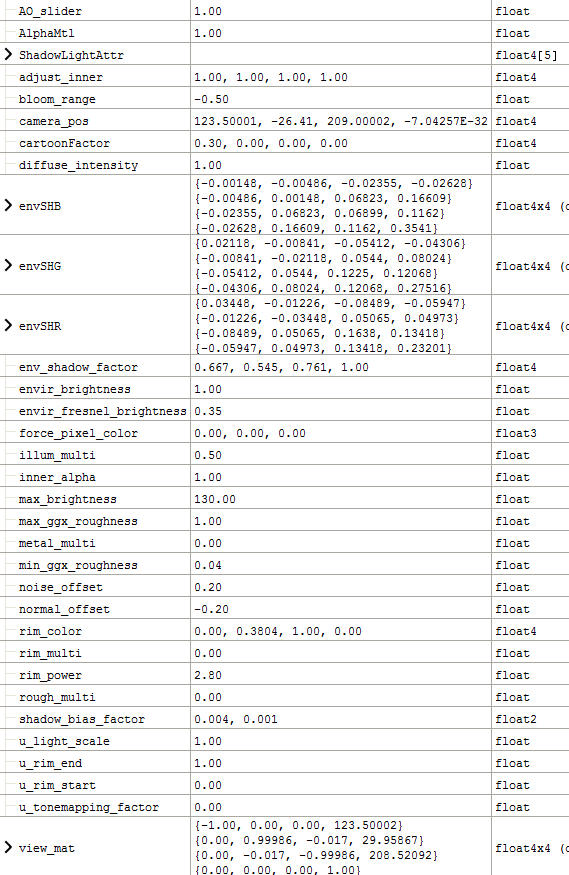 AO_slider 1.00 float
AlphaMtl 1.00 float
ShadowLightAttr float4[5]
adjust_inner 1.00, 1.00, 1.00, 1.00 float4
bloom_range -0.50 float
camera_pos 123.50001, -26.41, 209.00002, -7.04257E-32 float4
cartoonFactor 0.30, 0.00, 0.00, 0.00 float4
diffuse_intensity 1.00 float
{-0.00148, -0.00486, -0.02355, -0.02628}
{-0.00486, 0.00148, 0.06823, 0.16609}
envSHB float4x4 (c
{-0.02355, 0.06823, 0.06899, 0.1162}
{-0.02628, 0.16609, 0.1162, 0.3541}
{0.02118, -0.00841, -0.05412, -0.04306}
{-0.00841, -0.02118, 0.0544, 0.08024}
envSHG float4x4 (c
{-0.05412, 0.0544, 0.1225, 0.12068}
{-0.04306, 0.08024, 0.12068, 0.27516}
{0.03448, -0.01226, -0.08489, -0.05947}
{-0.01226, -0.03448, 0.05065, 0.04973}
envSHR float4x4 (c
{-0.08489, 0.05065, 0.1638, 0.13418}
{-0.05947, 0.04973, 0.13418, 0.23201}
env_shadow_factor 0.667, 0.545, 0.761, 1.00 float4
envir_brightness 1.00 float
envir_fresnel_brightness 0.35 float
force_pixel_color 0.00, 0.00, 0.00 float3
illum_multi 0.50 float
inner_alpha 1.00 float
max_brightness 130.00 float
max_ggx_roughness 1.00 float
metal_multi 0.00 float
min_ggx_roughness 0.04 float
noise_offset 0.20 float
normal_offset -0.20 float
rim_color 0.00, 0.3804, 1.00, 0.00 float4
rim_multi 0.00 float
rim_power 2.80 float
rough_multi 0.00 float
shadow_bias_factor 0.004, 0.001 float2
u_light_scale 1.00 float
u_rim_end 1.00 float
u_rim_start 0.00 float
u_tonemapping_factor 0.00 float
{-1.00, 0.00, 0.00, 123.50002}
{0.00, 0.99986, -0.017, 29.95867}
view_mat float4x4 (c
{0.00, -0.017, -0.99986, 208.52092}
{0.00, 0.00, 0.00, 1.00}